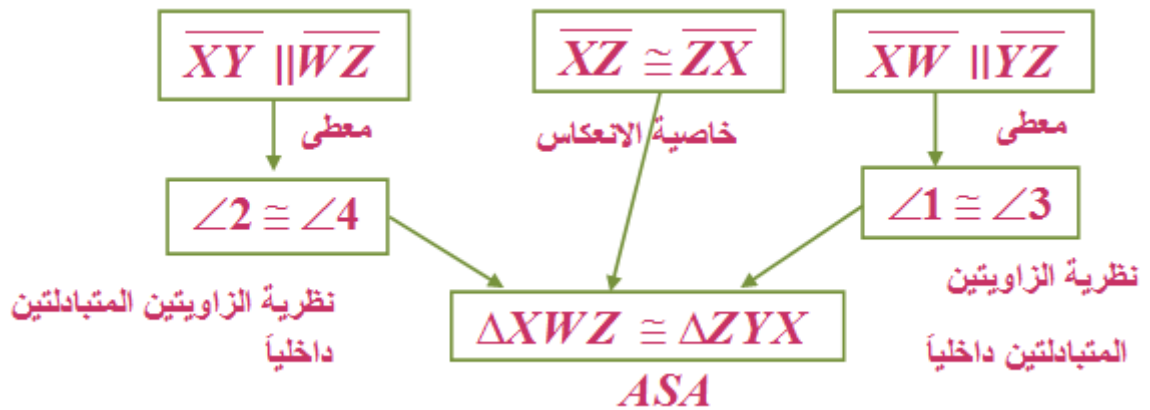 XY ∥ WZ
XZ ≅ ZX
XW ∥ YZ
معطى
خاصية الانعكاس
معطى
∠2 ≅ ∠4
∠1 ≅ ∠3
نظرية الزاويتين المتبادلتين
داخلياً
نظرية الزاويتين
المتبادلتين داخلياً
ΔXWZ ≅ ΔZYX
ASA